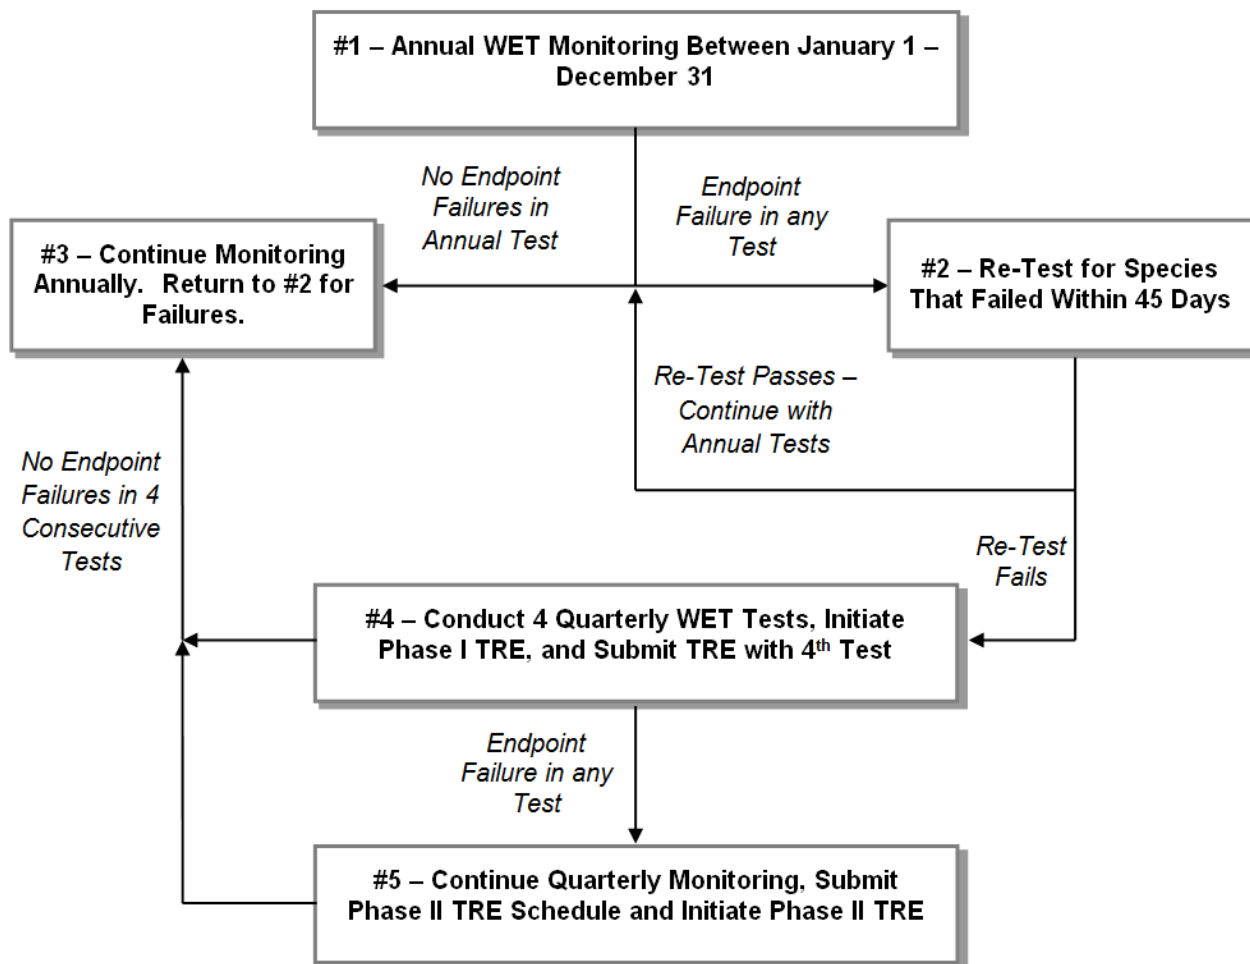 #1 – Annual WET Monitoring Between January 1 –
December 31
No Endpoint
Failures in
Annual Test
Endpoint
Failure in any
Test
#3 – Continue Monitoring
Annually.  Return to #2 for
Failures.
#2 – Re-Test for Species
That Failed Within 45 Days
Re-Test Passes –
Continue with
Annual Tests
No Endpoint
Failures in 4
Consecutive
Tests
Re-Test
Fails
#4 – Conduct 4 Quarterly WET Tests, Initiate
Phase I TRE, and Submit TRE with 4th Test
Endpoint
Failure in any
Test
#5 – Continue Quarterly Monitoring, Submit
Phase II TRE Schedule and Initiate Phase II TRE